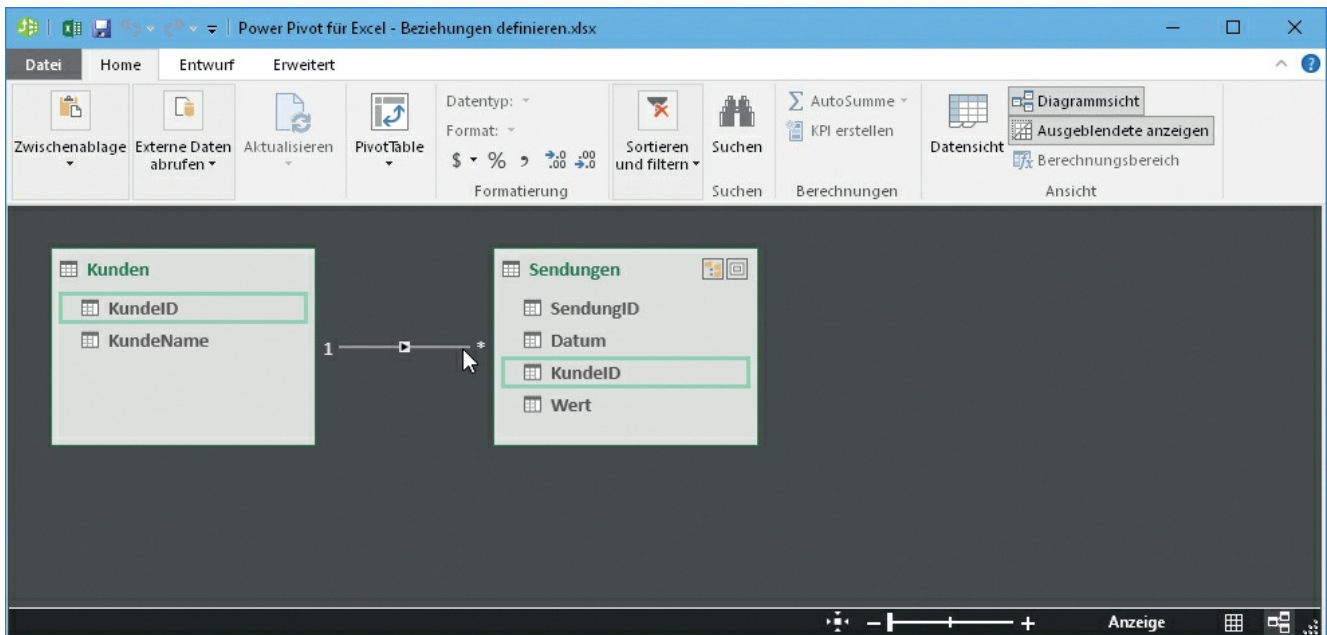 Power Pivot für Excel - Beziehungen definieren.xlsx
Datei Home Entwurf Erweitert
Zwischenablage
Externe Daten abrufen
Aktualisieren
PivotTable
Datentyp:
Format:
$ % ,
Formatierung
Sortieren und filtern
Suchen
Suchen
AutoSumme
KPI erstellen
Berechnungen
Datensicht
Diagrammsicht
Ausgeblendete anzeigen
Berechnungsbereich
Ansicht
Kunden
KundeID
KundeName
1
*
Sendungen
SendungID
Datum
KundeID
Wert
Anzeige